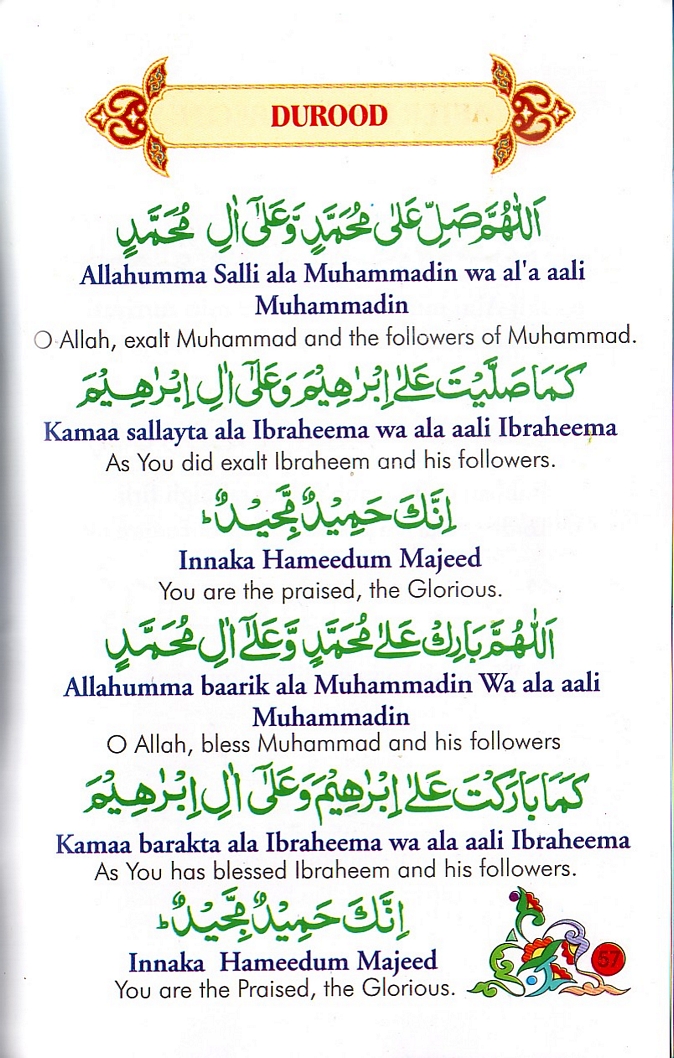 DUROOD
اَللّٰهُمَّ صَلِّ عَلٰى مُحَمَّدٍ وَّعَلٰٓى اٰلِ مُحَمَّدٍ
Allahumma Salli ala Muhammadin wa al'a aali
Muhammadin
O Allah, exalt Muhammad and the followers of Muhammad.
كَمَا صَلَّيْتَ عَلٰٓى اِبْرٰهِيْمَ وَعَلٰٓى اٰلِ اِبْرٰهِيْمَ
Kamaa sallayta ala Ibraheema wa ala aali Ibraheema
As You did exalt Ibraheem and his followers.
اِنَّكَ حَمِيْدٌ مَّجِيْدٌ ؕ
Innaka Hameedum Majeed
You are the praised, the Glorious.
اَللّٰهُمَّ بَارِكْ عَلٰى مُحَمَّدٍ وَّعَلٰٓى اٰلِ مُحَمَّدٍ
Allahumma baarik ala Muhammadin Wa ala aali
Muhammadin
O Allah, bless Muhammad and his followers
كَمَا بَارَكْتَ عَلٰٓى اِبْرٰهِيْمَ وَعَلٰٓى اٰلِ اِبْرٰهِيْمَ
Kamaa barakta ala Ibraheema wa ala aali Ibraheema
As You has blessed Ibraheem and his followers.
اِنَّكَ حَمِيْدٌ مَّجِيْدٌ ؕ
Innaka Hameedum Majeed
You are the Praised, the Glorious.
57